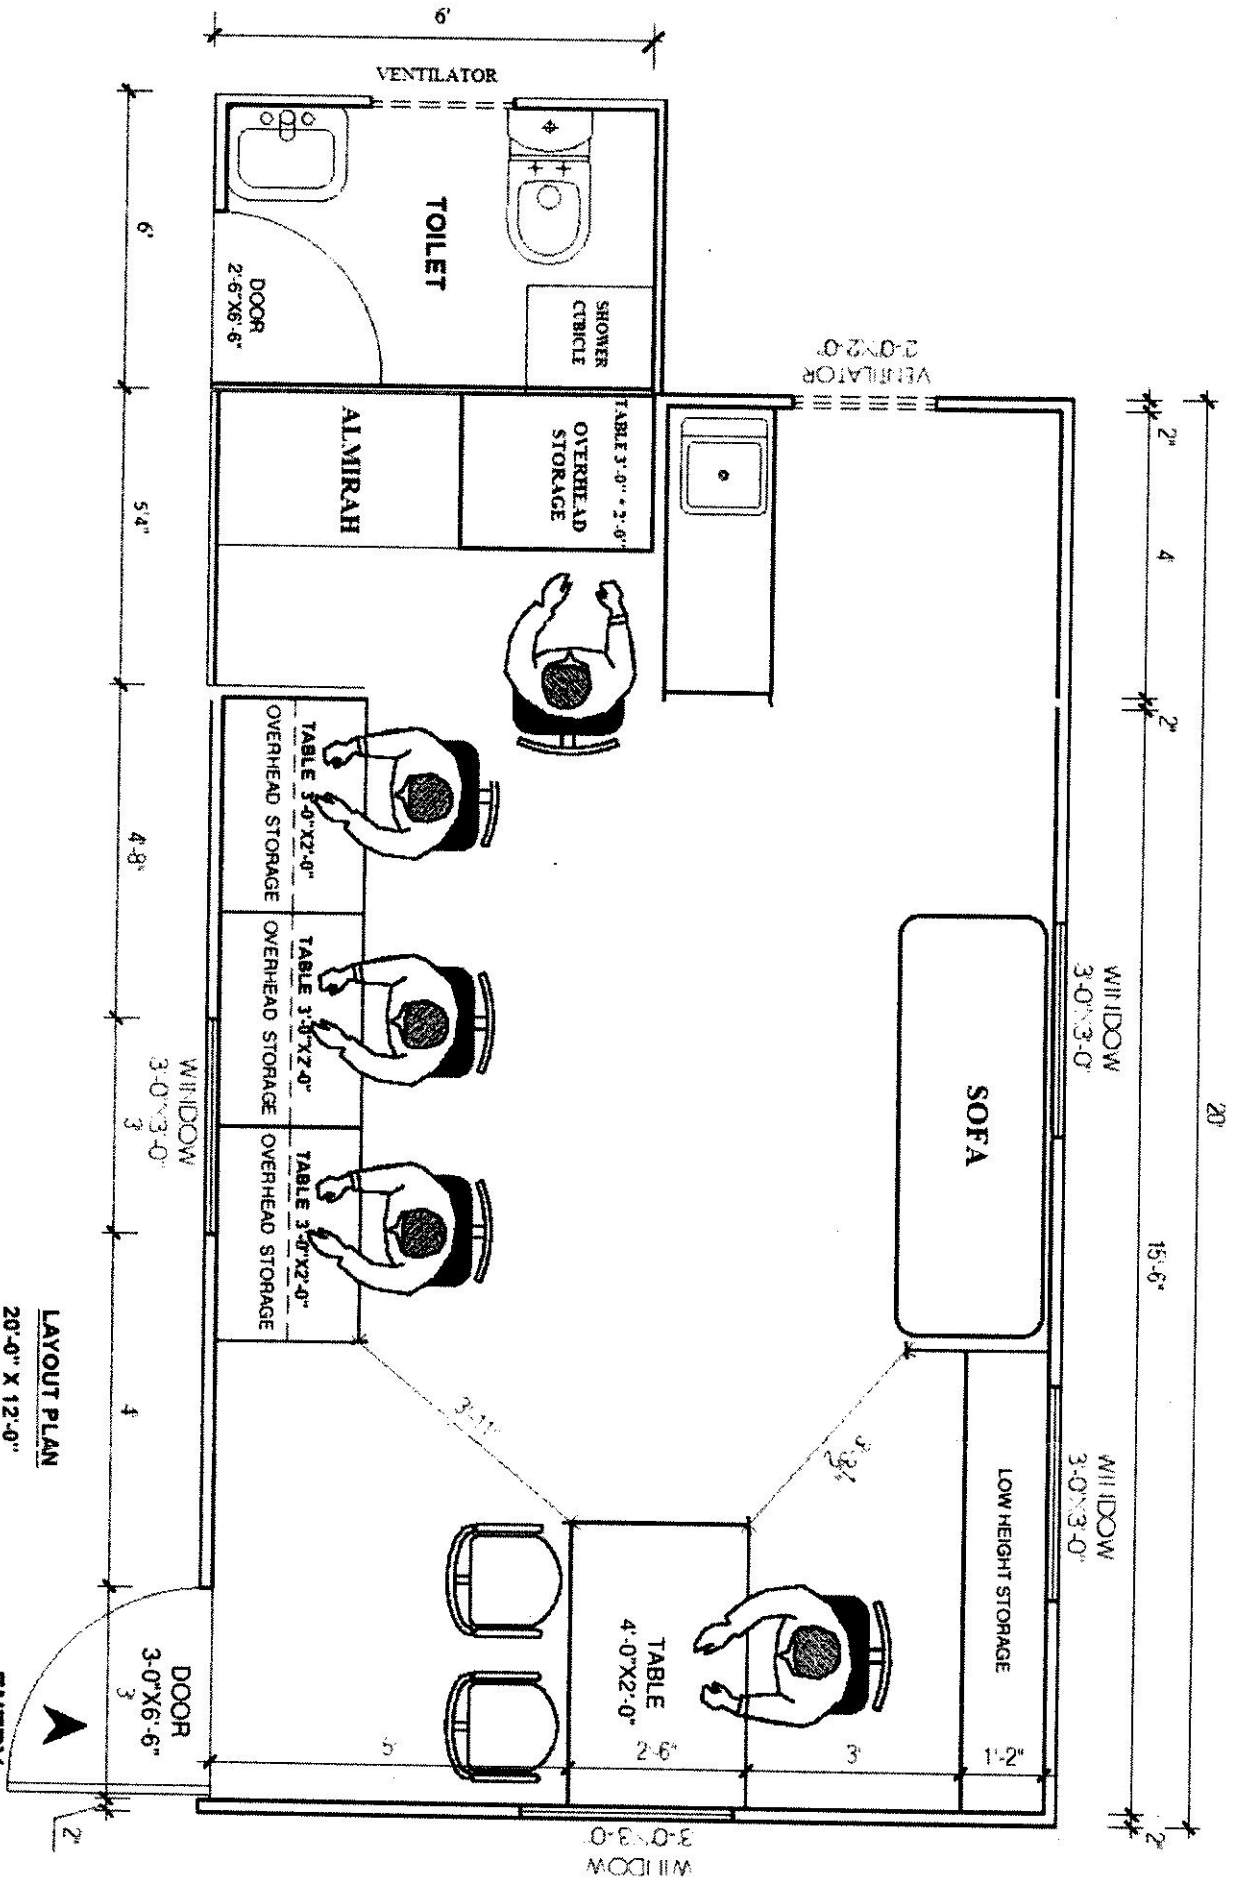 6'
VENTILATOR
6'
TOILET
DOOR
2'-6"X6'-6"
SHOWER
CUBICLE
VENTILATOR
2'-0"X2'-0"
20'
2"
4'
2"
15'-6"
2"
5'4"
4'-8"
3'
4'
3'
2"
ALMIRAH
TABLE 3'-0" * 2'-0"
OVERHEAD
STORAGE
TABLE 3'-0"X2'-0"
OVERHEAD STORAGE
TABLE 3'-0"X2'-0"
OVERHEAD STORAGE
TABLE 3'-0"X2'-0"
OVERHEAD STORAGE
WINDOW
3'-0"X3'-0"
SOFA
WINDOW
3'-0"X3'-0"
WINDOW
3'-0"X3'-0"
LOW HEIGHT STORAGE
3'-11"
TABLE
4'-0"X2'-0"
5'
2'-6"
3'
1'-2"
WINDOW
3'-0"X3'-0"
DOOR
3'-0"X6'-6"
LAYOUT PLAN
20'-0" X 12'-0"